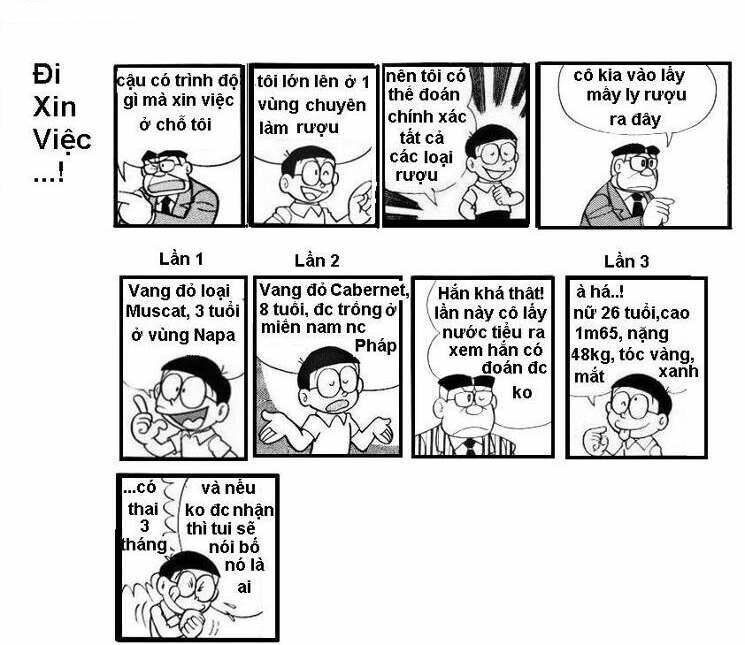 Đi
Xin
Việc
...!
cậu có trình độ
gì mà xin việc
ở chỗ tôi
tôi lớn lên ở 1
vùng chuyên
làm rượu
nên tôi có
thể đoán
chính xác
tất cả
các loại
rượu
cô kia vào lấy
mấy ly rượu
ra đây
Lần 1
Vang đỏ loại
Muscat, 3 tuổi
ở vùng Napa
Lần 2
Vang đỏ Cabernet,
8 tuổi, đc trồng ở
miền nam nc
Pháp
Hắn khá thât!
lần này cô lấy
nước tiểu ra
xem hắn có
đoán đc
ko
Lần 3
à há..!
nữ 26 tuổi,cao
1m65, nặng
48kg, tóc vàng,
mắt xanh
...có
thai
3
tháng
và nếu
ko đc nhận
thì tui sẽ
nói bố
nó là
ai